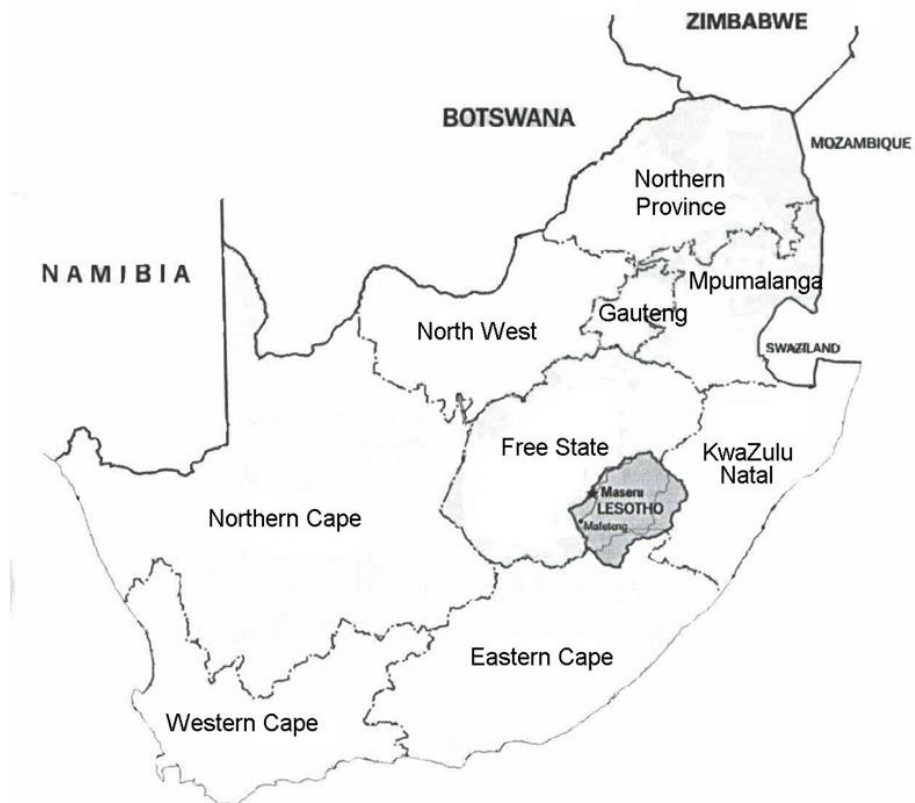 ZIMBABWE
BOTSWANA
MOZAMBIQUE
Northern
Province
NAMIBIA
Mpumalanga
Gauteng
North West
SWAZILAND
Free State
KwaZulu
Natal
Maseru
LESOTHO
Mafeteng
Northern Cape
Eastern Cape
Western Cape